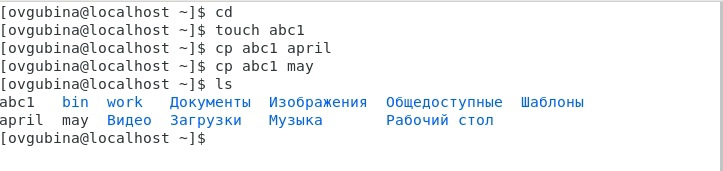 [ovgubina@localhost ~]$ cd
[ovgubina@localhost ~]$ touch abc1
[ovgubina@localhost ~]$ cp abc1 april
[ovgubina@localhost ~]$ cp abc1 may
[ovgubina@localhost ~]$ ls
abc1   bin  work   Документы  Изображения  Общедоступные  Шаблоны
april  may  Видео  Загрузки   Музыка       Рабочий стол
[ovgubina@localhost ~]$